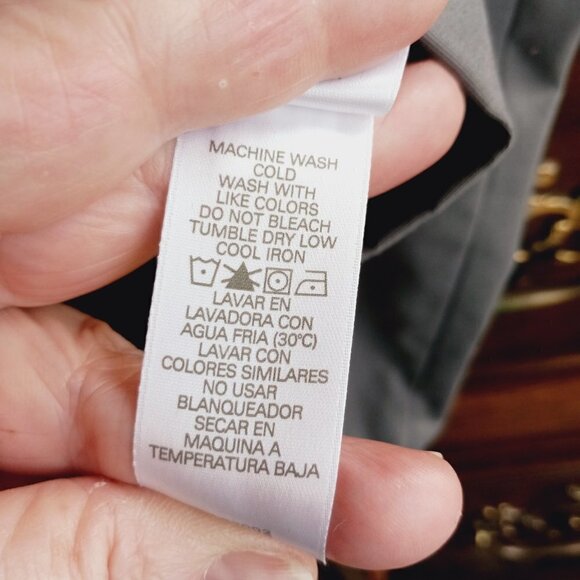 MACHINE WASH
COLD
WASH WITH
LIKE COLORS
DO NOT BLEACH
TUMBLE DRY LOW
COOL IRON
LAVAR EN
LAVADORA CON
AGUA FRIA (30°C)
LAVAR CON
COLORES SIMILARES
NO USAR
BLANQUEADOR
SECAR EN
MAQUINA A
TEMPERATURA BAJA